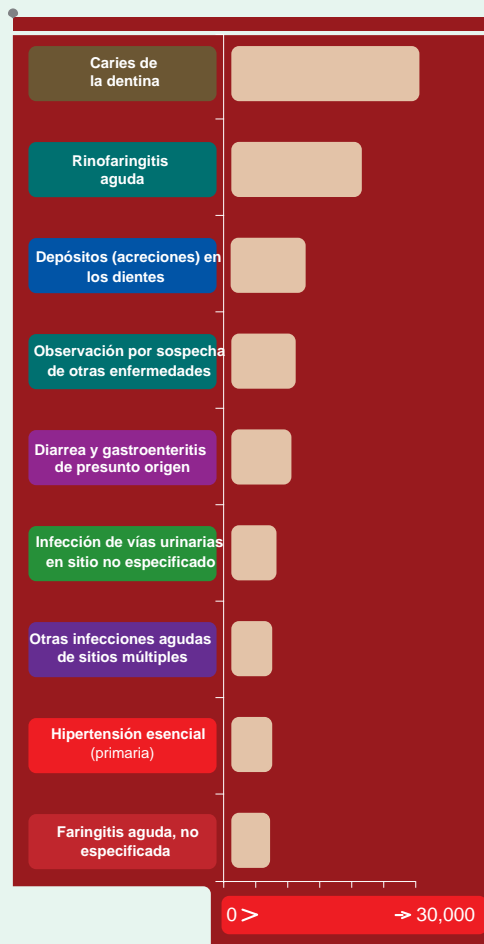 Caries de
la dentina
Rinofaringitis
aguda
Depósitos (acreciones) en
los dientes
Observación por sospecha
de otras enfermedades
Diarrea y gastroenteritis
de presunto origen
Infección de vías urinarias
en sitio no especificado
Otras infecciones agudas
de sitios múltiples
Hipertensión esencial
(primaria)
Faringitis aguda, no
especificada
0 > -> 30,000